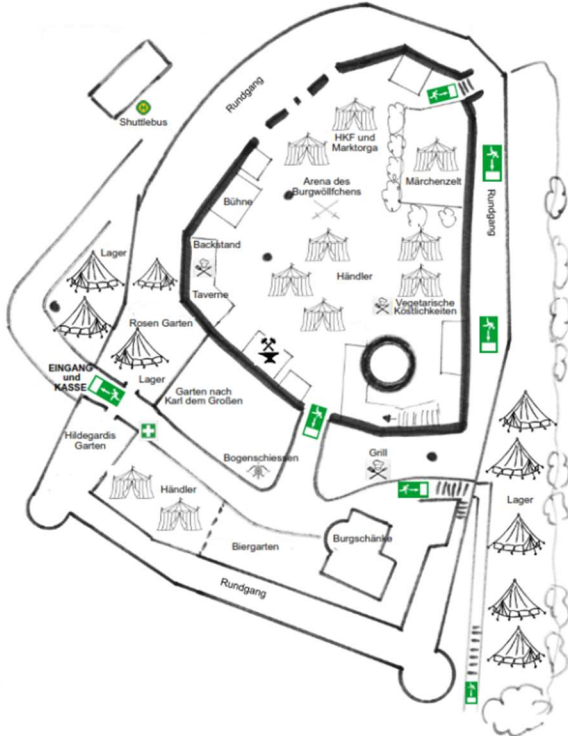 H
Shuttlebus
Rundgang
HKF und
Marktorga
Märchenzelt
Arena des
Burgwölfchens
Rundgang
Bühne
Backstand
Lager
Händler
Taverne
Vegetarische
Köstlichkeiten
Rosen Garten
EINGANG
und
KASSE
Lager
Garten nach
Karl dem Großen
Hildegardis
Garten
Bogenschiessen
Grill
Händler
Lager
Biergarten
Burgschänke
Rundgang